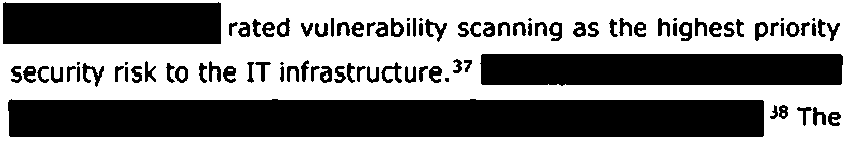 rated vulnerability scanning as the highest priority
security risk to the IT infrastructure.³⁷
³⁸ The